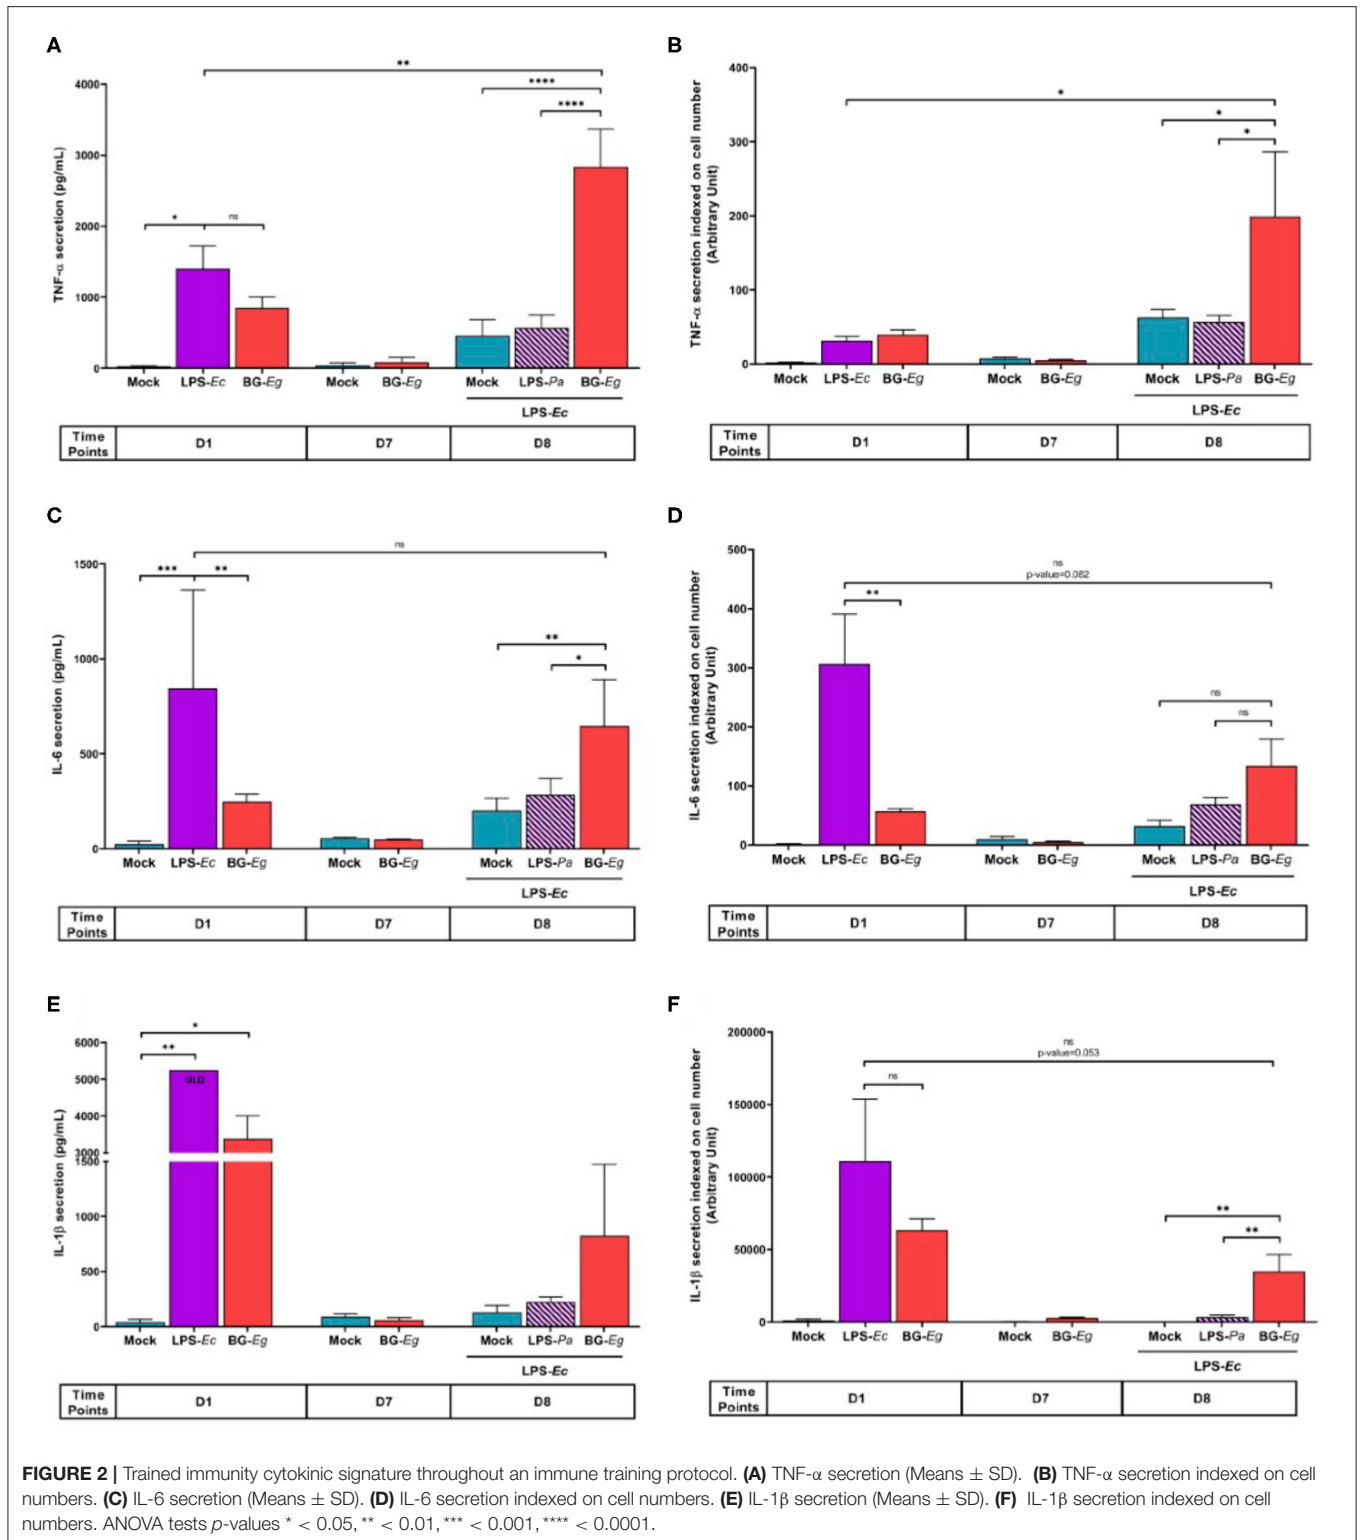 A
TNF-α secretion (pg/mL)
4000
3000
2000
1000
0
**
****
****
*
ns
Mock LPS-Ec BG-Eg Mock BG-Eg Mock LPS-Pa BG-Eg
LPS-Ec
Time Points D1 D7 D8
B
TNF-α secretion indexed on cell number
(Arbitrary Unit)
400
300
200
100
0
*
*
*
Mock LPS-Ec BG-Eg Mock BG-Eg Mock LPS-Pa BG-Eg
LPS-Ec
Time Points D1 D7 D8
C
IL-6 secretion (pg/mL)
1500
1000
500
0
ns
*** **
**
*
Mock LPS-Ec BG-Eg Mock BG-Eg Mock LPS-Pa BG-Eg
LPS-Ec
Time Points D1 D7 D8
D
IL-6 secretion indexed on cell number
(Arbitrary Unit)
500
400
300
200
100
0
ns
p-value=0.082
**
ns
ns
Mock LPS-Ec BG-Eg Mock BG-Eg Mock LPS-Pa BG-Eg
LPS-Ec
Time Points D1 D7 D8
E
IL-1β secretion (pg/mL)
6000
5000
4000
3000
1500
1000
500
0
*
**
ULD
Mock LPS-Ec BG-Eg Mock BG-Eg Mock LPS-Pa BG-Eg
LPS-Ec
Time Points D1 D7 D8
F
IL-1β secretion indexed on cell number
(Arbitrary Unit)
200000
150000
100000
50000
0
ns
p-value=0.053
ns
**
**
Mock LPS-Ec BG-Eg Mock BG-Eg Mock LPS-Pa BG-Eg
LPS-Ec
Time Points D1 D7 D8
FIGURE 2 | Trained immunity cytokinic signature throughout an immune training protocol. (A) TNF-α secretion (Means ± SD). (B) TNF-α secretion indexed on cell
numbers. (C) IL-6 secretion (Means ± SD). (D) IL-6 secretion indexed on cell numbers. (E) IL-1β secretion (Means ± SD). (F) IL-1β secretion indexed on cell
numbers. ANOVA tests p-values * < 0.05, ** < 0.01, *** < 0.001, **** < 0.0001.